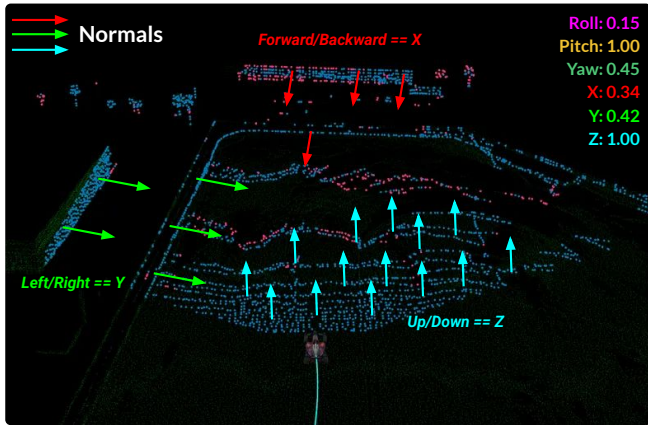 Normals
Forward/Backward == X
Roll: 0.15
Pitch: 1.00
Yaw: 0.45
X: 0.34
Y: 0.42
Z: 1.00
Left/Right == Y
Up/Down == Z